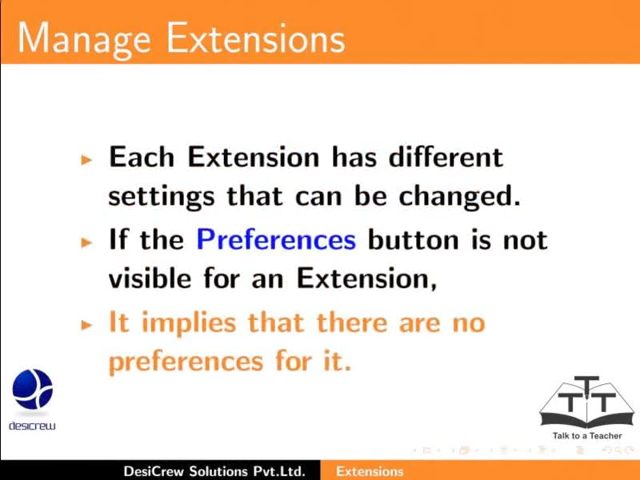 Manage Extensions
Each Extension has different
settings that can be changed.
If the Preferences button is not
visible for an Extension,
It implies that there are no
preferences for it.
desicrew
TTT
Talk to a Teacher
DesiCrew Solutions Pvt.Ltd. Extensions